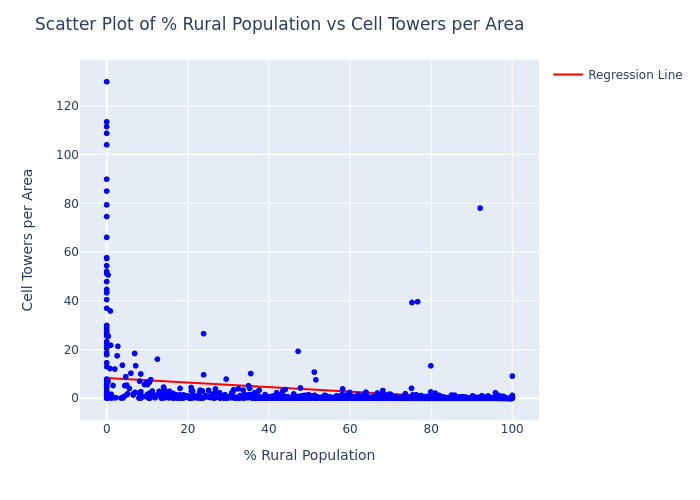 Scatter Plot of % Rural Population vs Cell Towers per Area
Regression Line
120
100
80
60
40
20
0
Cell Towers per Area
0 20 40 60 80 100
% Rural Population